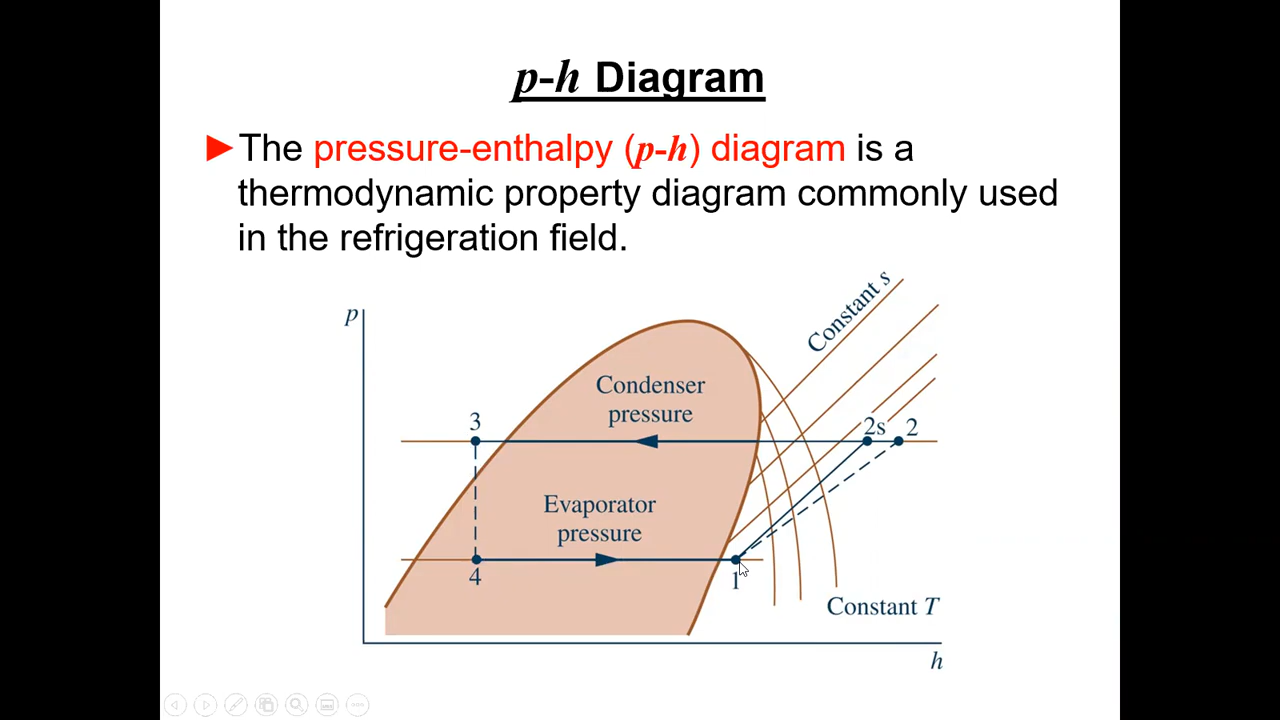 p-h Diagram
►The pressure-enthalpy (p-h) diagram is a
thermodynamic property diagram commonly used
in the refrigeration field.
p
Constant s
Condenser
pressure
3
2s
2
Evaporator
pressure
4
1
Constant T
h